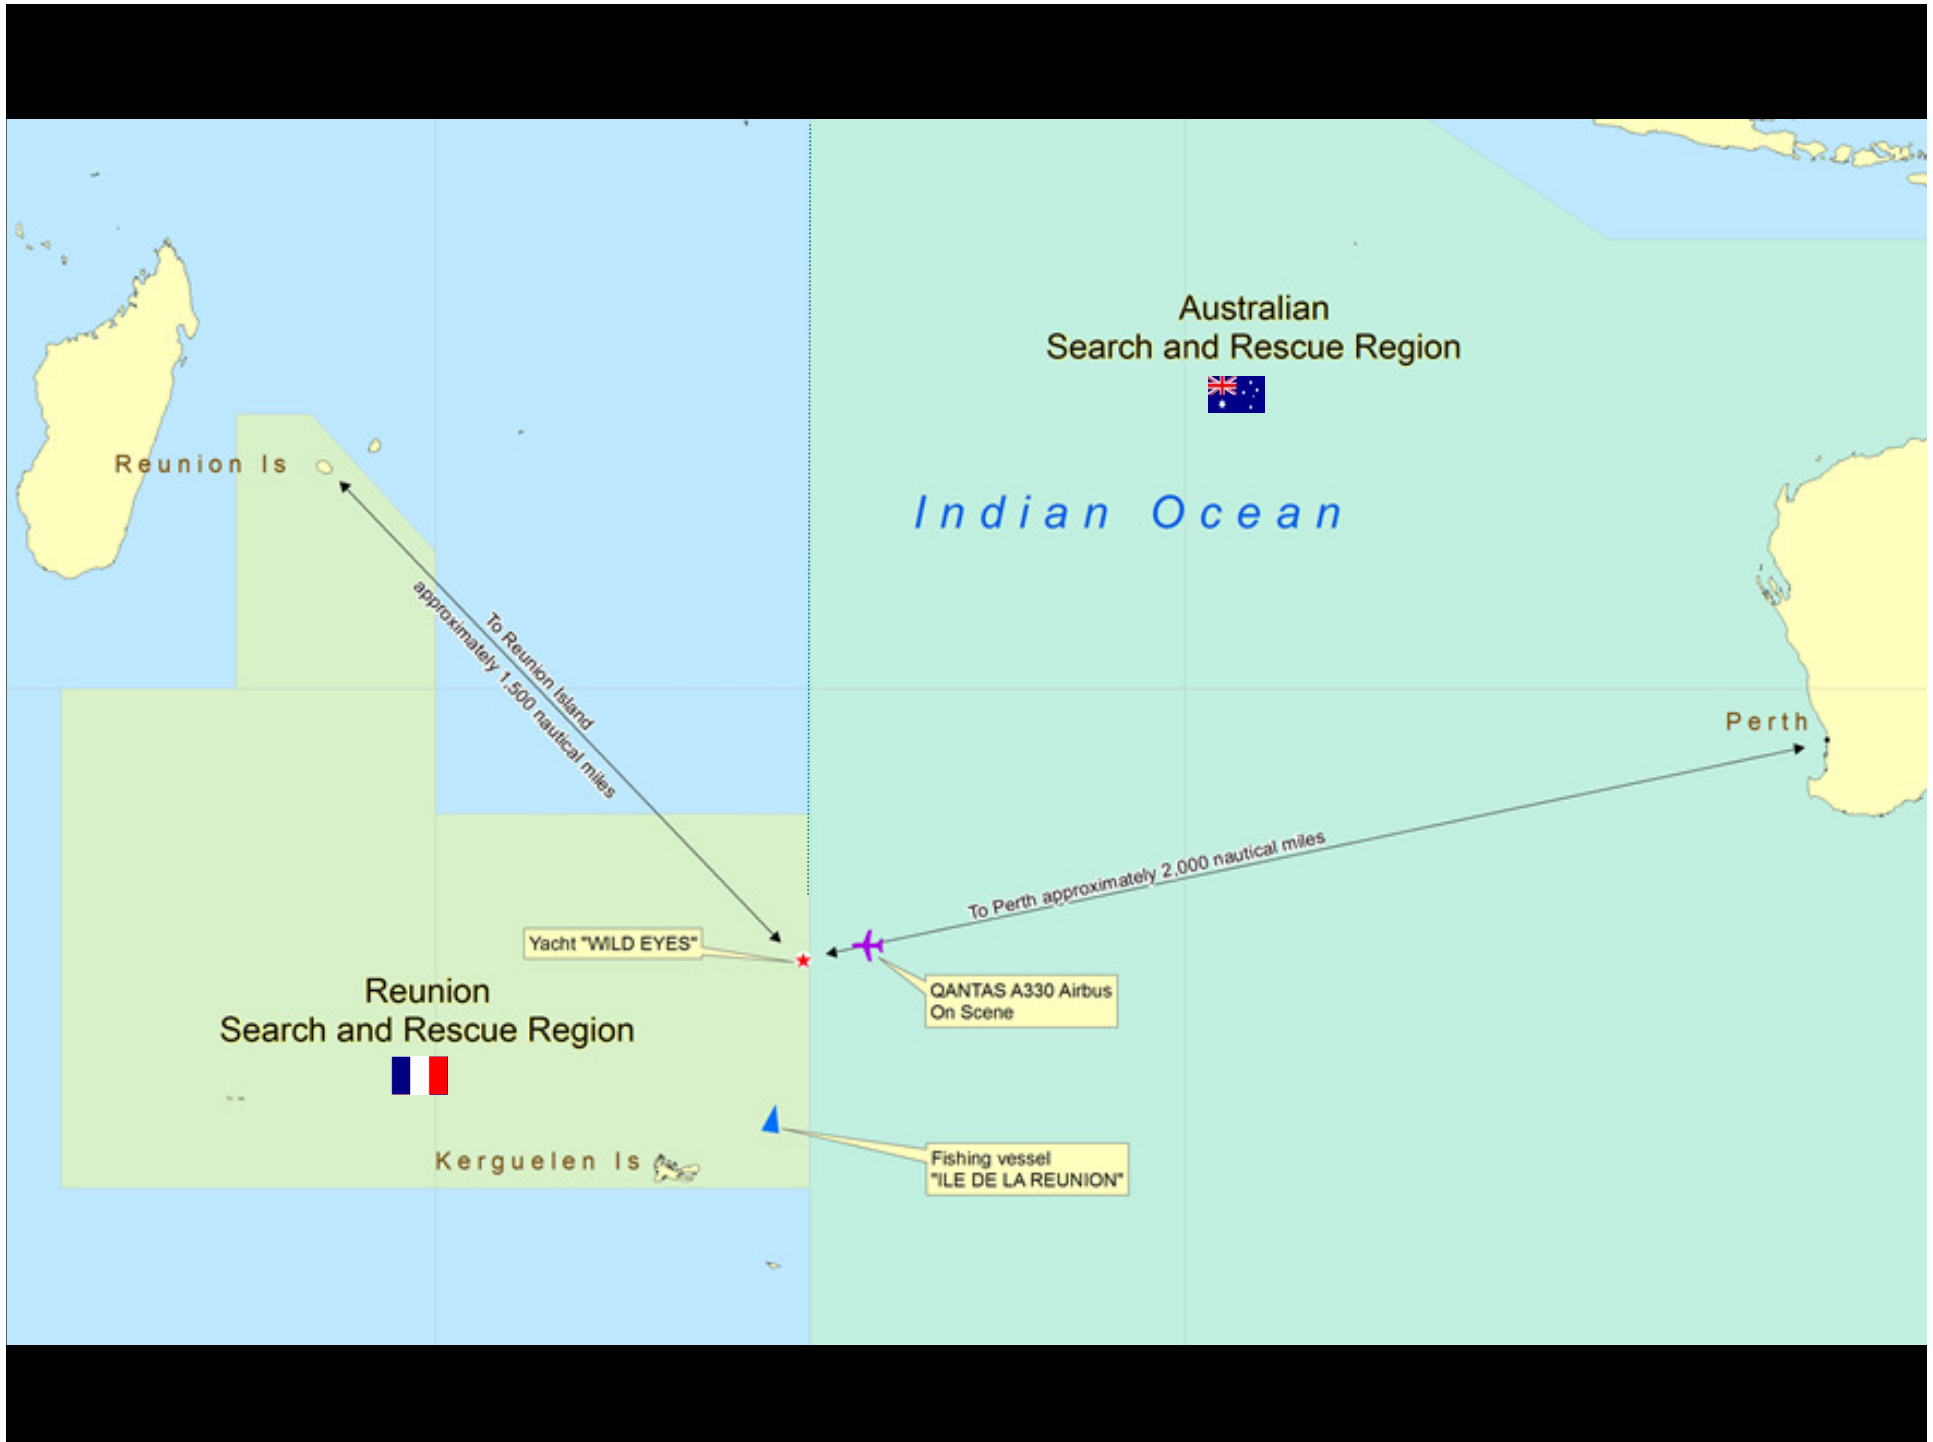 Australian
Search and Rescue Region
Reunion Is
Indian Ocean
To Reunion Island
approximately 1,500 nautical miles
Perth
To Perth approximately 2,000 nautical miles
Yacht "WILD EYES"
QANTAS A330 Airbus
On Scene
Reunion
Search and Rescue Region
Kerguelen Is
Fishing vessel
"ILE DE LA REUNION"